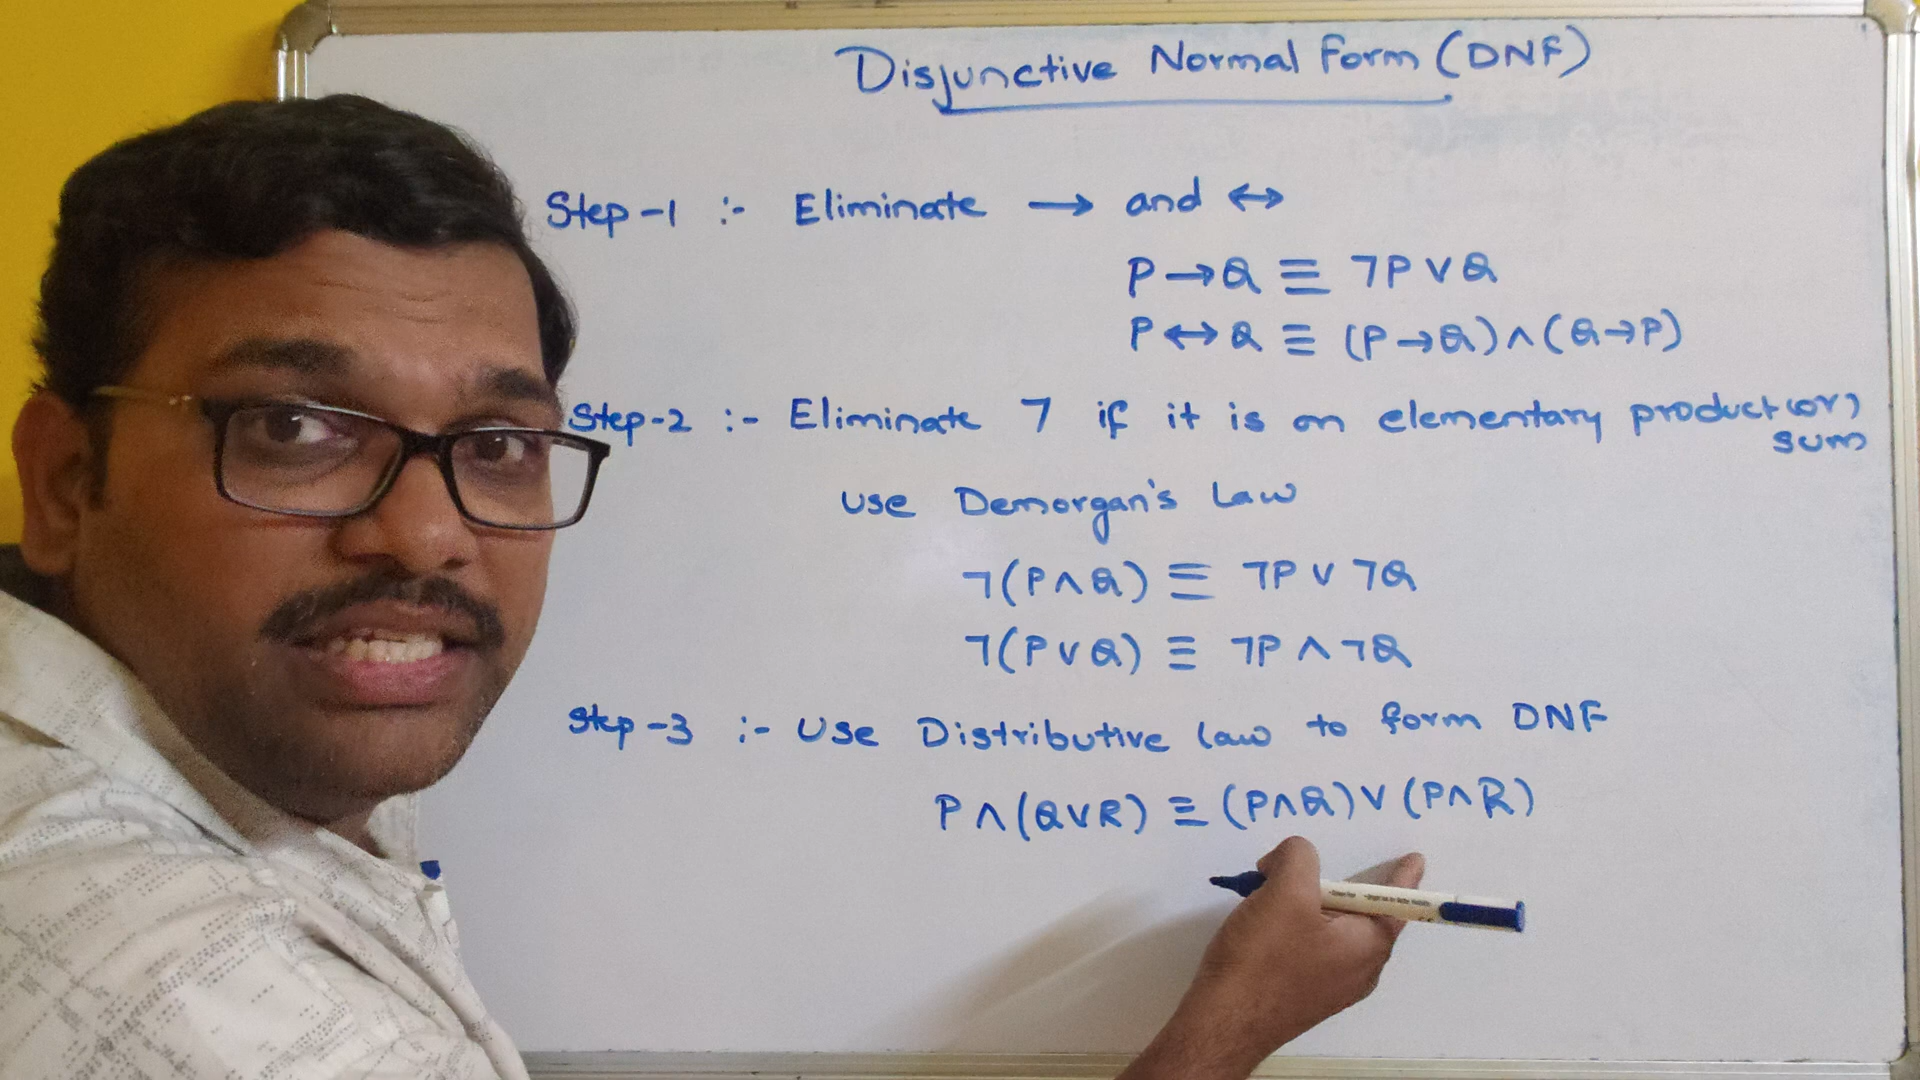 Disjunctive Normal Form (DNF)
Step-1 :- Eliminate → and ↔
P → Q ≡ ¬P ∨ Q
P ↔ Q ≡ (P → Q) ∧ (Q → P)
Step-2 :- Eliminate ¬ if it is on elementary product (or)
sum
use Demorgan's Law
¬(P ∧ Q) ≡ ¬P ∨ ¬Q
¬(P ∨ Q) ≡ ¬P ∧ ¬Q
Step-3 :- Use Distributive law to form DNF
P ∧ (Q ∨ R) ≡ (P ∧ Q) ∨ (P ∧ R)